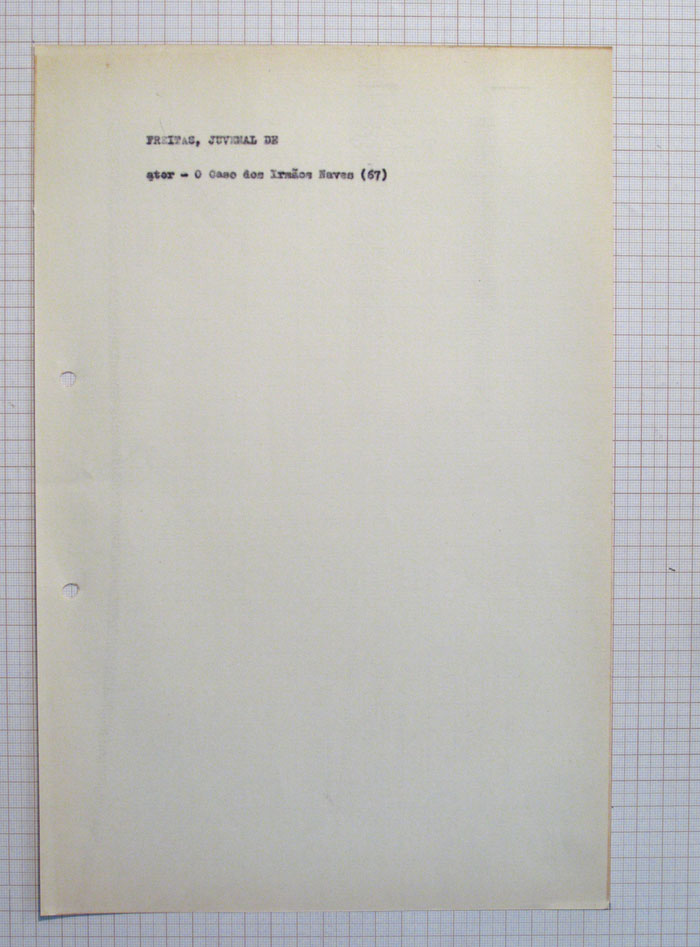 FREITAS, JUVENAL DE
ator - O Caso dos Irmãos Naves (67)